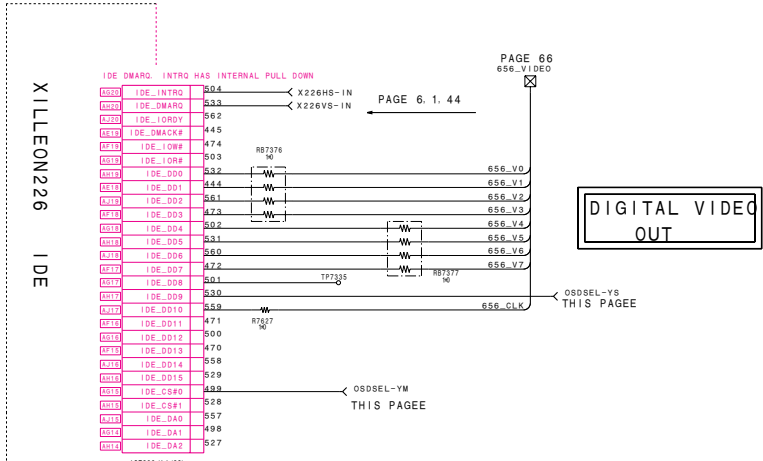 PAGE 66
656_VIDEO
IDE DMARQ. INTRQ HAS INTERNAL PULL DOWN
XILLEON226 IDE
AG20 IDE_INTRQ 504 X226HS-IN
AH20 IDE_DMARQ 533 X226VS-IN
PAGE 6. 1. 44
AJ20 IDE_IORDY 562
AE19 IDE_DMACK# 445
AF19 IDE_IOW# 474
AG19 IDE_IOR# 503
RB7376
AH19 IDE_DD0 532 656_V0
AE18 IDE_DD1 444 656_V1
AJ19 IDE_DD2 561 656_V2
AF18 IDE_DD3 473 656_V3
AG18 IDE_DD4 502 656_V4
AH18 IDE_DD5 531 656_V5
AJ18 IDE_DD6 560 656_V6
AF17 IDE_DD7 472 656_V7
RB7377
DIGITAL VIDEO
OUT
AG17 IDE_DD8 501 TP7335
AH17 IDE_DD9 530 OSDSEL-YS
THIS PAGEE
AJ17 IDE_DD10 559 656_CLK
R7627
AF16 IDE_DD11 471
AG16 IDE_DD12 500
AF15 IDE_DD13 470
AJ16 IDE_DD14 558
AH16 IDE_DD15 529
AG15 IDE_CS#0 499 OSDSEL-YM
THIS PAGEE
AH15 IDE_CS#1 528
AJ15 IDE_DA0 557
AG14 IDE_DA1 498
AH14 IDE_DA2 527